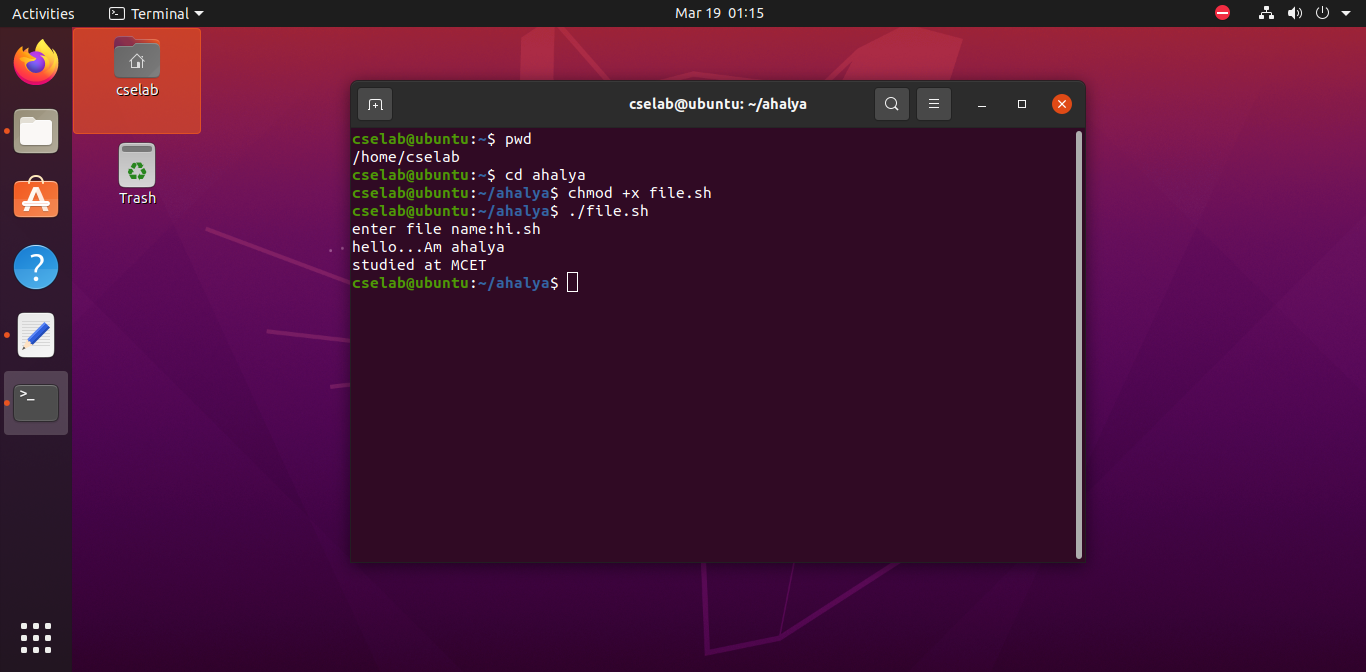 Activities
Terminal
Mar 19 01:15
cselab
Trash
cselab@ubuntu: ~/ahalya
cselab@ubuntu:~$ pwd
/home/cselab
cselab@ubuntu:~$ cd ahalya
cselab@ubuntu:~/ahalya$ chmod +x file.sh
cselab@ubuntu:~/ahalya$ ./file.sh
enter file name:hi.sh
hello...Am ahalya
studied at MCET
cselab@ubuntu:~/ahalya$